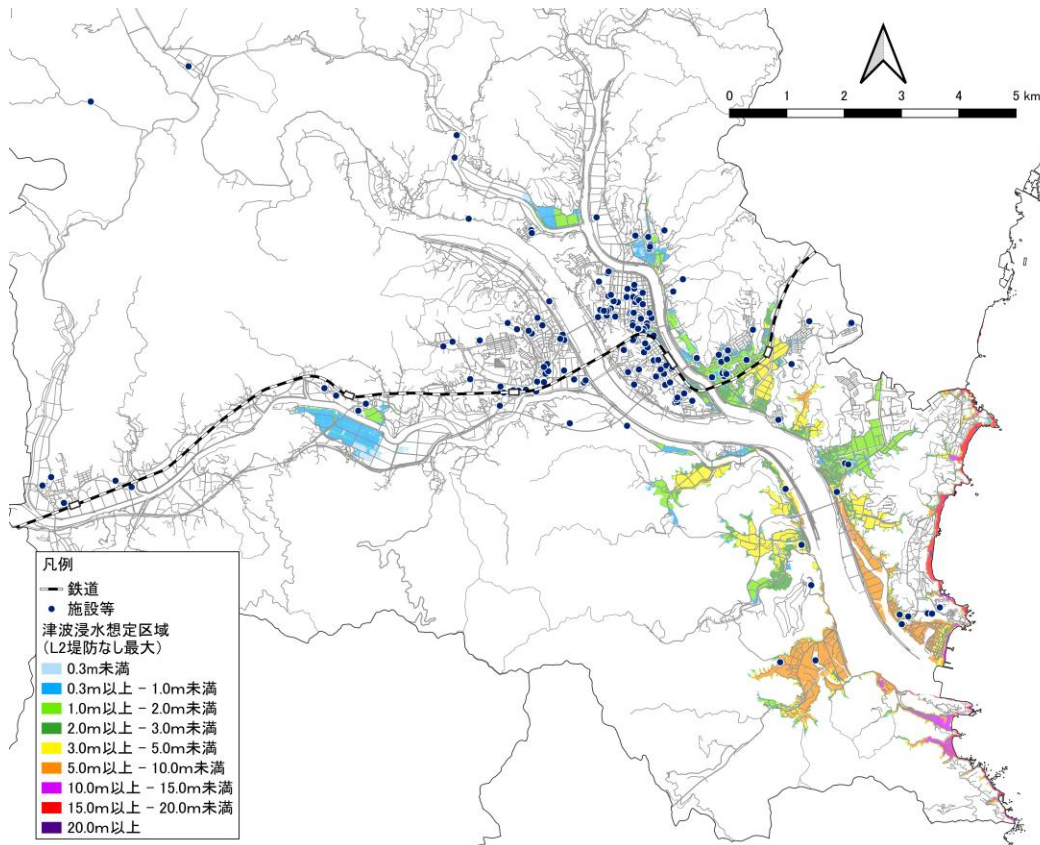 0 1 2 3 4 5 km
凡例
鉄道
施設等
津波浸水想定区域
(L2堤防なし最大)
0.3m未満
0.3m以上 - 1.0m未満
1.0m以上 - 2.0m未満
2.0m以上 - 3.0m未満
3.0m以上 - 5.0m未満
5.0m以上 - 10.0m未満
10.0m以上 - 15.0m未満
15.0m以上 - 20.0m未満
20.0m以上